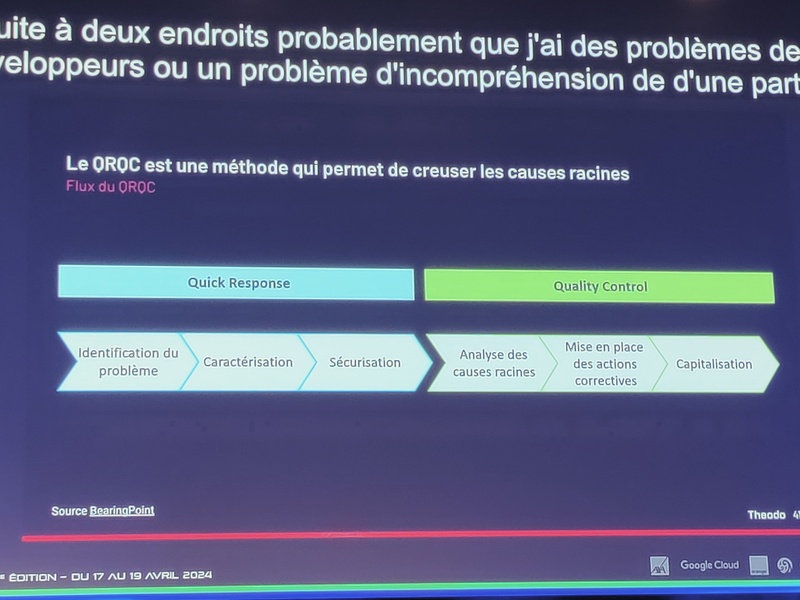 uite à deux endroits probablement que j'ai des problèmes de
veloppeurs ou un problème d'incompréhension de d'une part
Le QRQC est une méthode qui permet de creuser les causes racines
Flux du QRQC
Quick Response
Quality Control
Identification du
problème
Caractérisation
Sécurisation
Analyse des
causes racines
Mise en place
des actions
correctives
Capitalisation
Source BearingPoint
Theodo 41
ÉDITION – DU 17 AU 19 AVRIL 2024
AXA
Google Cloud